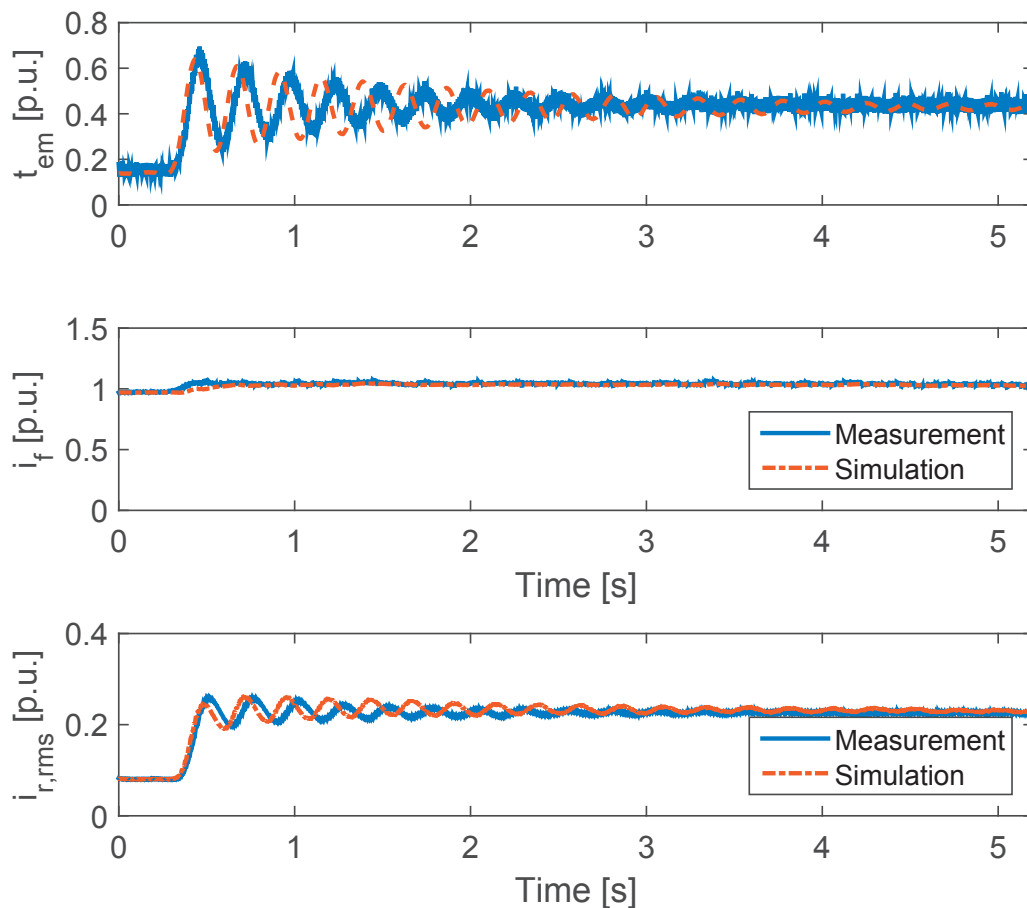 0.8
0.6
0.4
0.2
0
t_em [p.u.]
0 1 2 3 4 5
1.5
1
0.5
0
i_f [p.u.]
Measurement
Simulation
0 1 2 3 4 5
Time [s]
0.4
0.2
0
i_r,rms [p.u.]
Measurement
Simulation
0 1 2 3 4 5
Time [s]